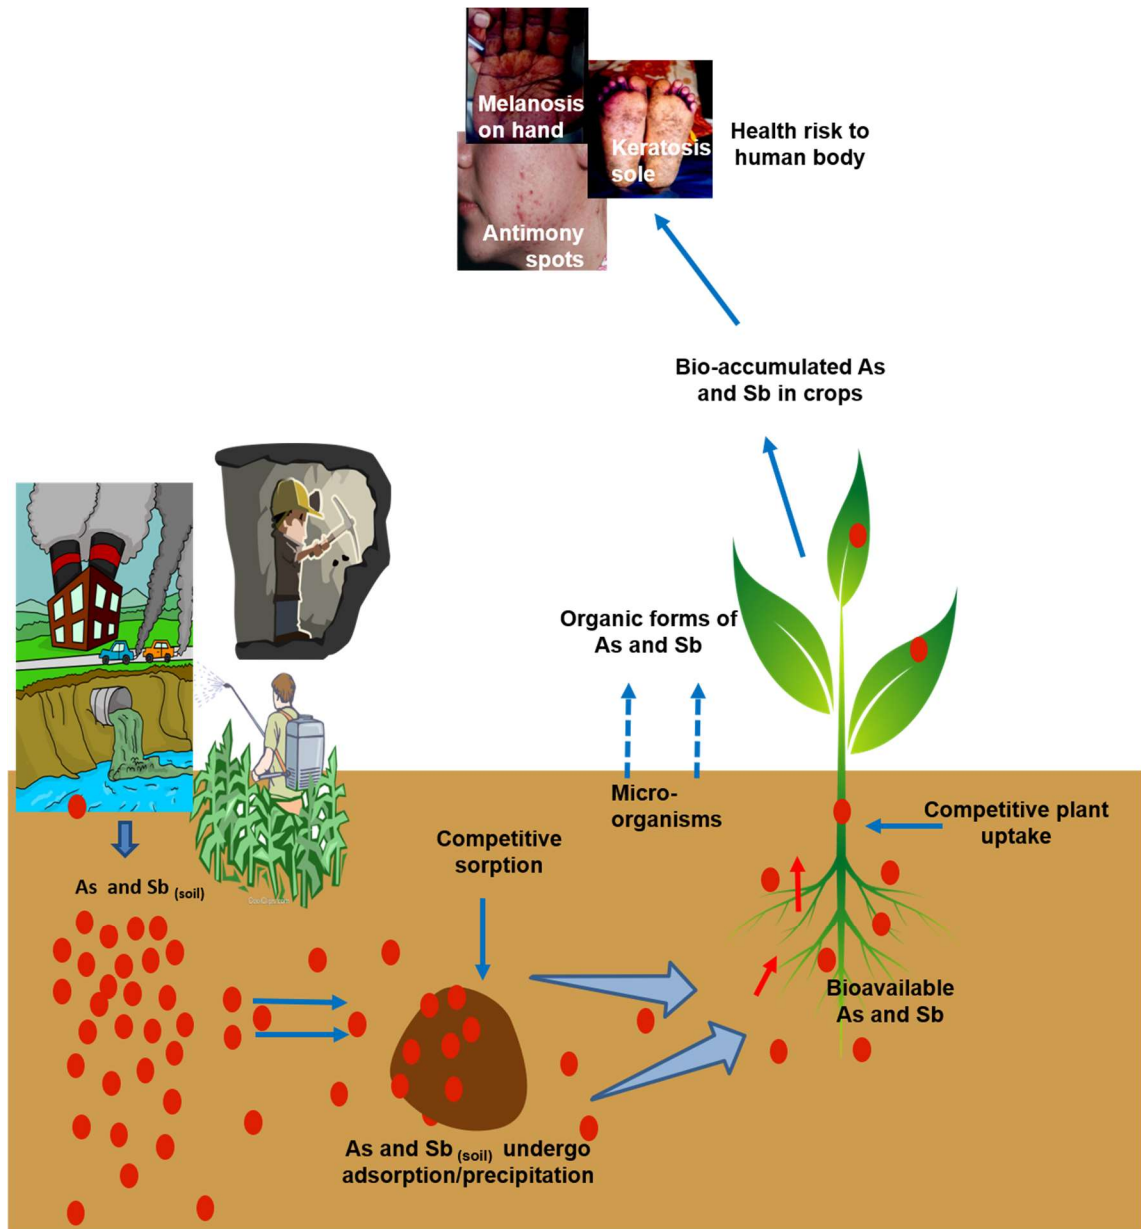 Melanosis
on hand
Keratosis
sole
Antimony
spots
Health risk to
human body
Bio-accumulated As
and Sb in crops
Organic forms of
As and Sb
Micro-
organisms
Competitive plant
uptake
Competitive
sorption
As and Sb (soil)
Bioavailable
As and Sb
As and Sb (soil) undergo
adsorption/precipitation